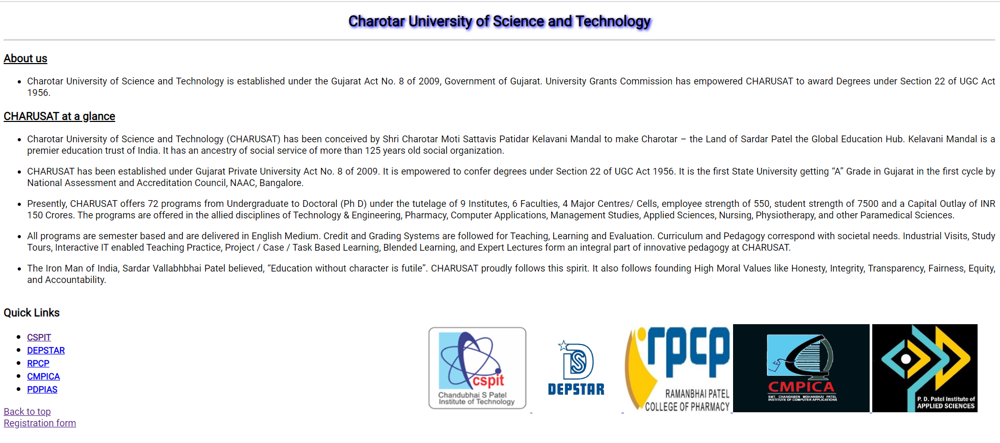 Charotar University of Science and Technology
About us
Charotar University of Science and Technology is established under the Gujarat Act No. 8 of 2009, Government of Gujarat. University Grants Commission has empowered CHARUSAT to award Degrees under Section 22 of UGC Act
1956.
CHARUSAT at a glance
Charotar University of Science and Technology (CHARUSAT) has been conceived by Shri Charotar Moti Sattavis Patidar Kelavani Mandal to make Charotar – the Land of Sardar Patel the Global Education Hub. Kelavani Mandal is a
premier education trust of India. It has an ancestry of social service of more than 125 years old social organization.
CHARUSAT has been established under Gujarat Private University Act No. 8 of 2009. It is empowered to confer degrees under Section 22 of UGC Act 1956. It is the first State University getting “A” Grade in Gujarat in the first cycle by
National Assessment and Accreditation Council, NAAC, Bangalore.
Presently, CHARUSAT offers 72 programs from Undergraduate to Doctoral (Ph D) under the tutelage of 9 Institutes, 6 Faculties, 4 Major Centres/ Cells, employee strength of 550, student strength of 7500 and a Capital Outlay of INR
150 Crores. The programs are offered in the allied disciplines of Technology & Engineering, Pharmacy, Computer Applications, Management Studies, Applied Sciences, Nursing, Physiotherapy, and other Paramedical Sciences.
All programs are semester based and are delivered in English Medium. Credit and Grading Systems are followed for Teaching, Learning and Evaluation. Curriculum and Pedagogy correspond with societal needs. Industrial Visits, Study
Tours, Interactive IT enabled Teaching Practice, Project / Case / Task Based Learning, Blended Learning, and Expert Lectures form an integral part of innovative pedagogy at CHARUSAT.
The Iron Man of India, Sardar Vallabhbhai Patel believed, “Education without character is futile”. CHARUSAT proudly follows this spirit. It also follows founding High Moral Values like Honesty, Integrity, Transparency, Fairness, Equity,
and Accountability.
Quick Links
CSPIT
DEPSTAR
RPCP
CMPICA
PDPIAS
cspit
Chandubhai S Patel
Institute of Technology
DEPSTAR
rpcp
RAMANBHAI PATEL
COLLEGE OF PHARMACY
CMPICA
SMT. CHANDABEN MOHANBHAI PATEL
INSTITUTE OF COMPUTER APPLICATIONS
P. D. Patel Institute of
APPLIED SCIENCES
Back to top
Registration form